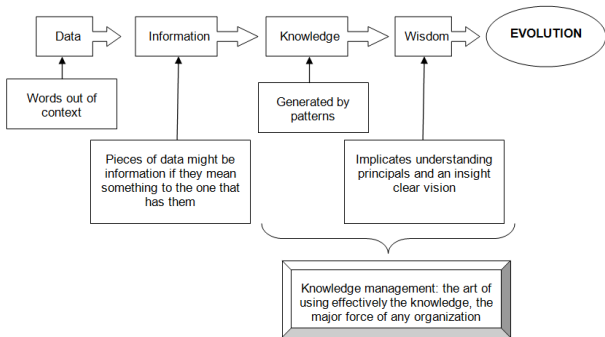 Data
Information
Knowledge
Wisdom
EVOLUTION
Words out of
context
Generated by
patterns
Pieces of data might be
information if they mean
something to the one that
has them
Implicates understanding
principals and an insight
clear vision
Knowledge management: the art of
using effectively the knowledge, the
major force of any organization